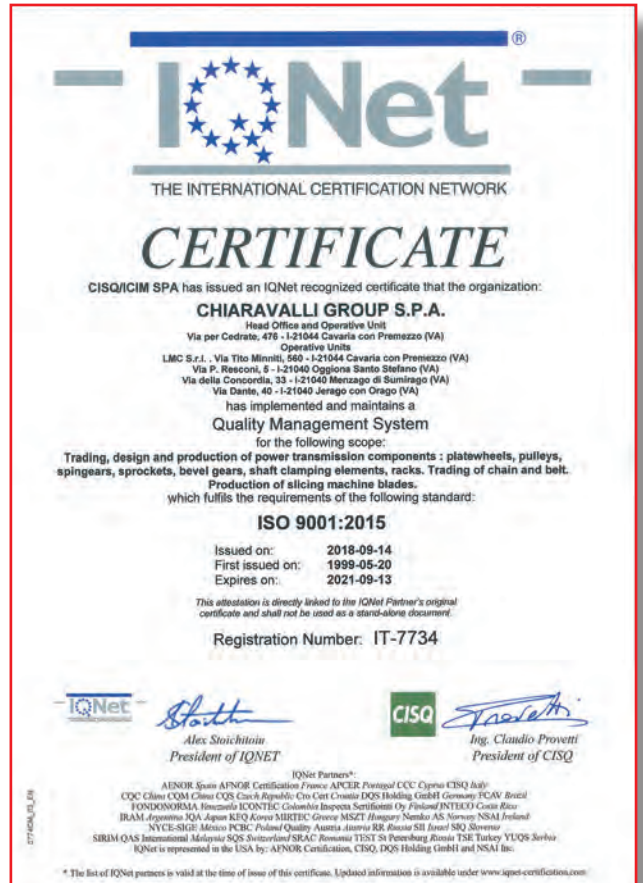 IQNet®
THE INTERNATIONAL CERTIFICATION NETWORK
CERTIFICATE
CISQ/ICIM SPA has issued an IQNet recognized certificate that the organization:
CHIARAVALLI GROUP S.P.A.
Head Office and Operative Unit
Via per Cedrate, 476 - I-21044 Cavaria con Premezzo (VA)
Operative Units
LMC S.r.l. . Via Tito Minniti, 560 - I-21044 Cavaria con Premezzo (VA)
Via P. Resconi, 5 - I-21040 Oggiona Santo Stefano (VA)
Via della Concordia, 33 - I-21040 Menzago di Sumirago (VA)
Via Dante, 40 - I-21040 Jerago con Orago (VA)
has implemented and maintains a
Quality Management System
for the following scope:
Trading, design and production of power transmission components : platewheels, pulleys,
spingears, sprockets, bevel gears, shaft clamping elements, racks. Trading of chain and belt.
Production of slicing machine blades.
which fulfils the requirements of the following standard:
ISO 9001:2015
Issued on: 2018-09-14
First issued on: 1999-05-20
Expires on: 2021-09-13
This attestation is directly linked to the IQNet Partner's original
certificate and shall not be used as a stand-alone document
Registration Number: IT-7734
IQNet
CISQ
Alex Stoichitoiu
President of IQNET
Ing. Claudio Provetti
President of CISQ
IQNet Partners*:
AENOR Spain AFNOR Certification France APCER Portugal CCC Cyprus CISQ Italy
CQC China CQM China CQS Czech Republic Cro Cert Croatia DQS Holding GmbH Germany FCAV Brazil
FONDONORMA Venezuela ICONTEC Colombia Inspecta Sertifiointi Oy Finland INTECO Costa Rica
IRAM Argentina JQA Japan KFQ Korea MIRTEC Greece MSZT Hungary Nemko AS Norway NSAI Ireland
NYCE-SIGE México PCBC Poland Quality Austria Austria RR Russia SII Israel SIQ Slovenia
SIRIM QAS International Malaysia SQS Switzerland SRAC Romania TEST St Petersburg Russia TSE Turkey YUQS Serbia
IQNet is represented in the USA by: AFNOR Certification, CISQ, DQS Holding GmbH and NSAI Inc.
* The list of IQNet partners is valid at the time of issue of this certificate. Updated information is available under www.iqnet-certification.com